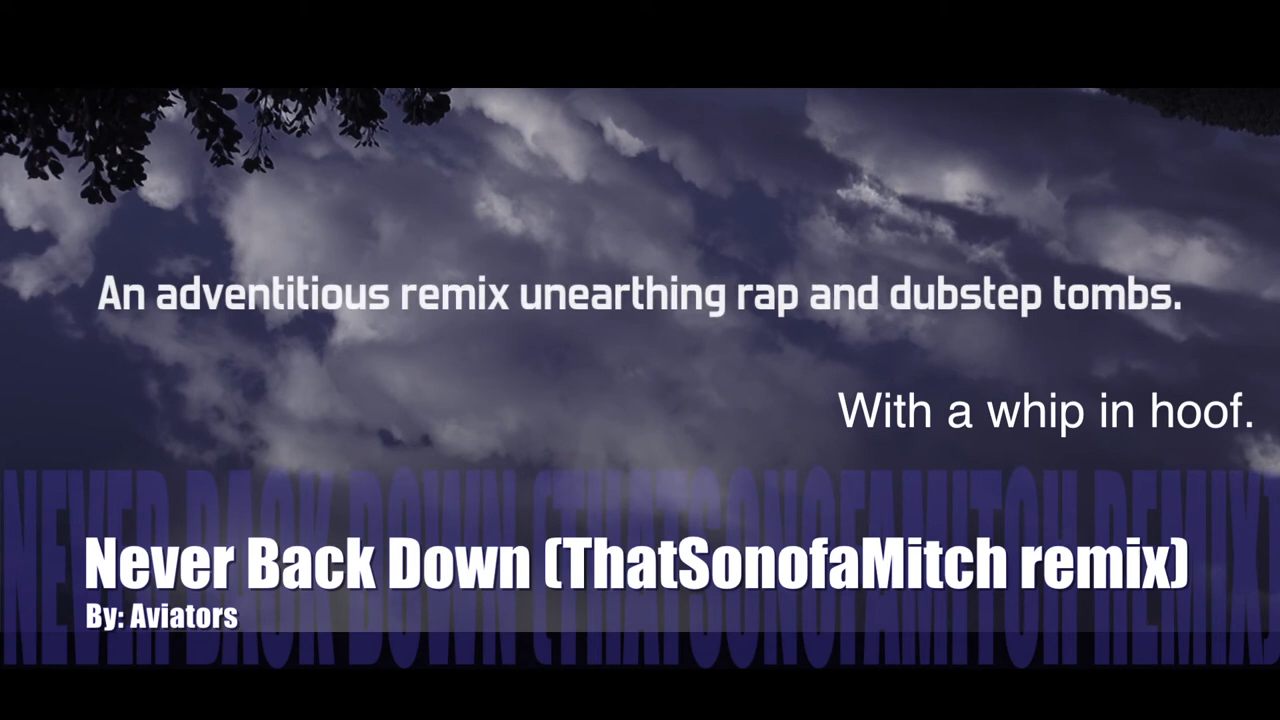 An adventitious remix unearthing rap and dubstep tombs.
With a whip in hoof.
NEVER BACK DOWN (THATSONOFAMITCH REMIX)
Never Back Down (ThatSonofaMitch remix)
By: Aviators